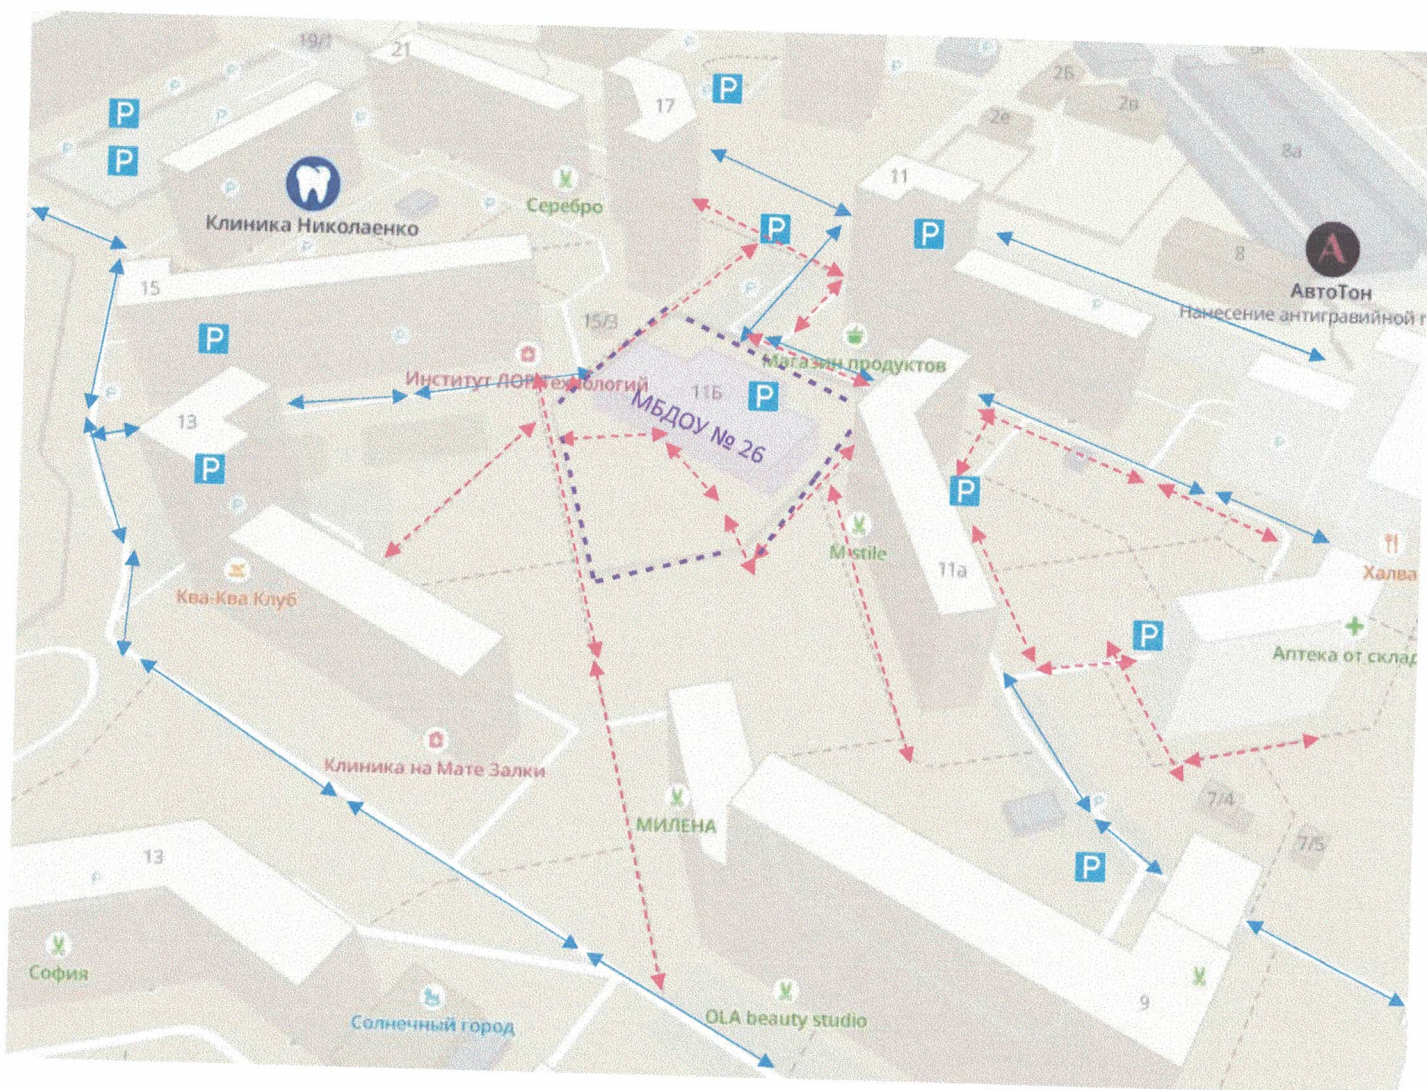 19/1
21
17
2Б
2в
2е
8а
11
Серебро
Клиника Николаенко
8
АвтоТон
Нанесение антигравийной
15
15/3
Магазин продуктов
Институт ЛОР технологий
11Б
МБДОУ № 26
13
M stile
11а
Халва
Ква-Ква Клуб
Аптека от склад
Клиника на Мате Залки
МИЛЕНА
7/4
7/5
13
София
Солнечный город
OLA beauty studio
9
P
P
P
P
P
P
P
P
P
P
P